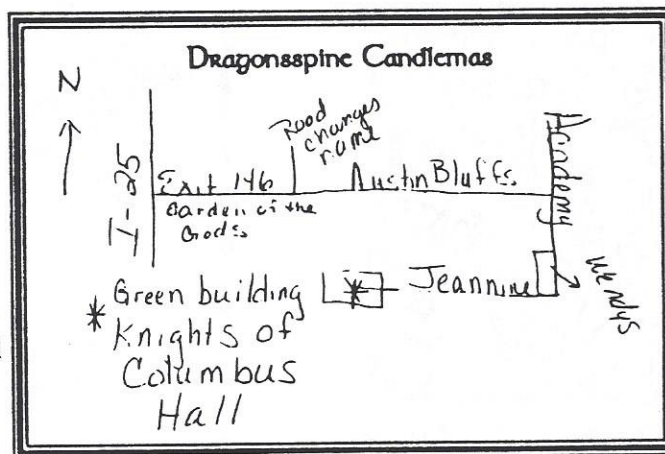 Dragonsspine Candlemas
N
Road
changes
name
I-25
Exit 146
Austin Bluffs
Academy
Garden of the
Gods
Jeannine
Wendys
* Green building
Knights of
Columbus
Hall